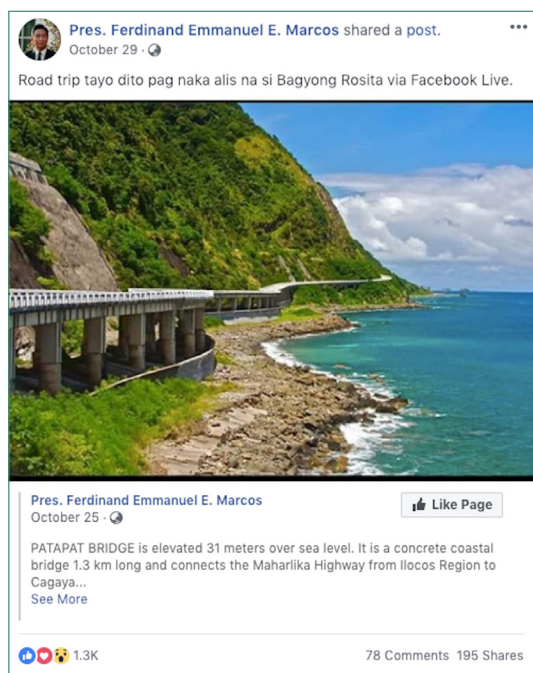 Pres. Ferdinand Emmanuel E. Marcos shared a post.
October 29 ·
Road trip tayo dito pag naka alis na si Bagyong Rosita via Facebook Live.
Pres. Ferdinand Emmanuel E. Marcos
October 25 ·
Like Page
PATAPAT BRIDGE is elevated 31 meters over sea level. It is a concrete coastal
bridge 1.3 km long and connects the Maharlika Highway from Ilocos Region to
Cagaya...
See More
1.3K
78 Comments 195 Shares